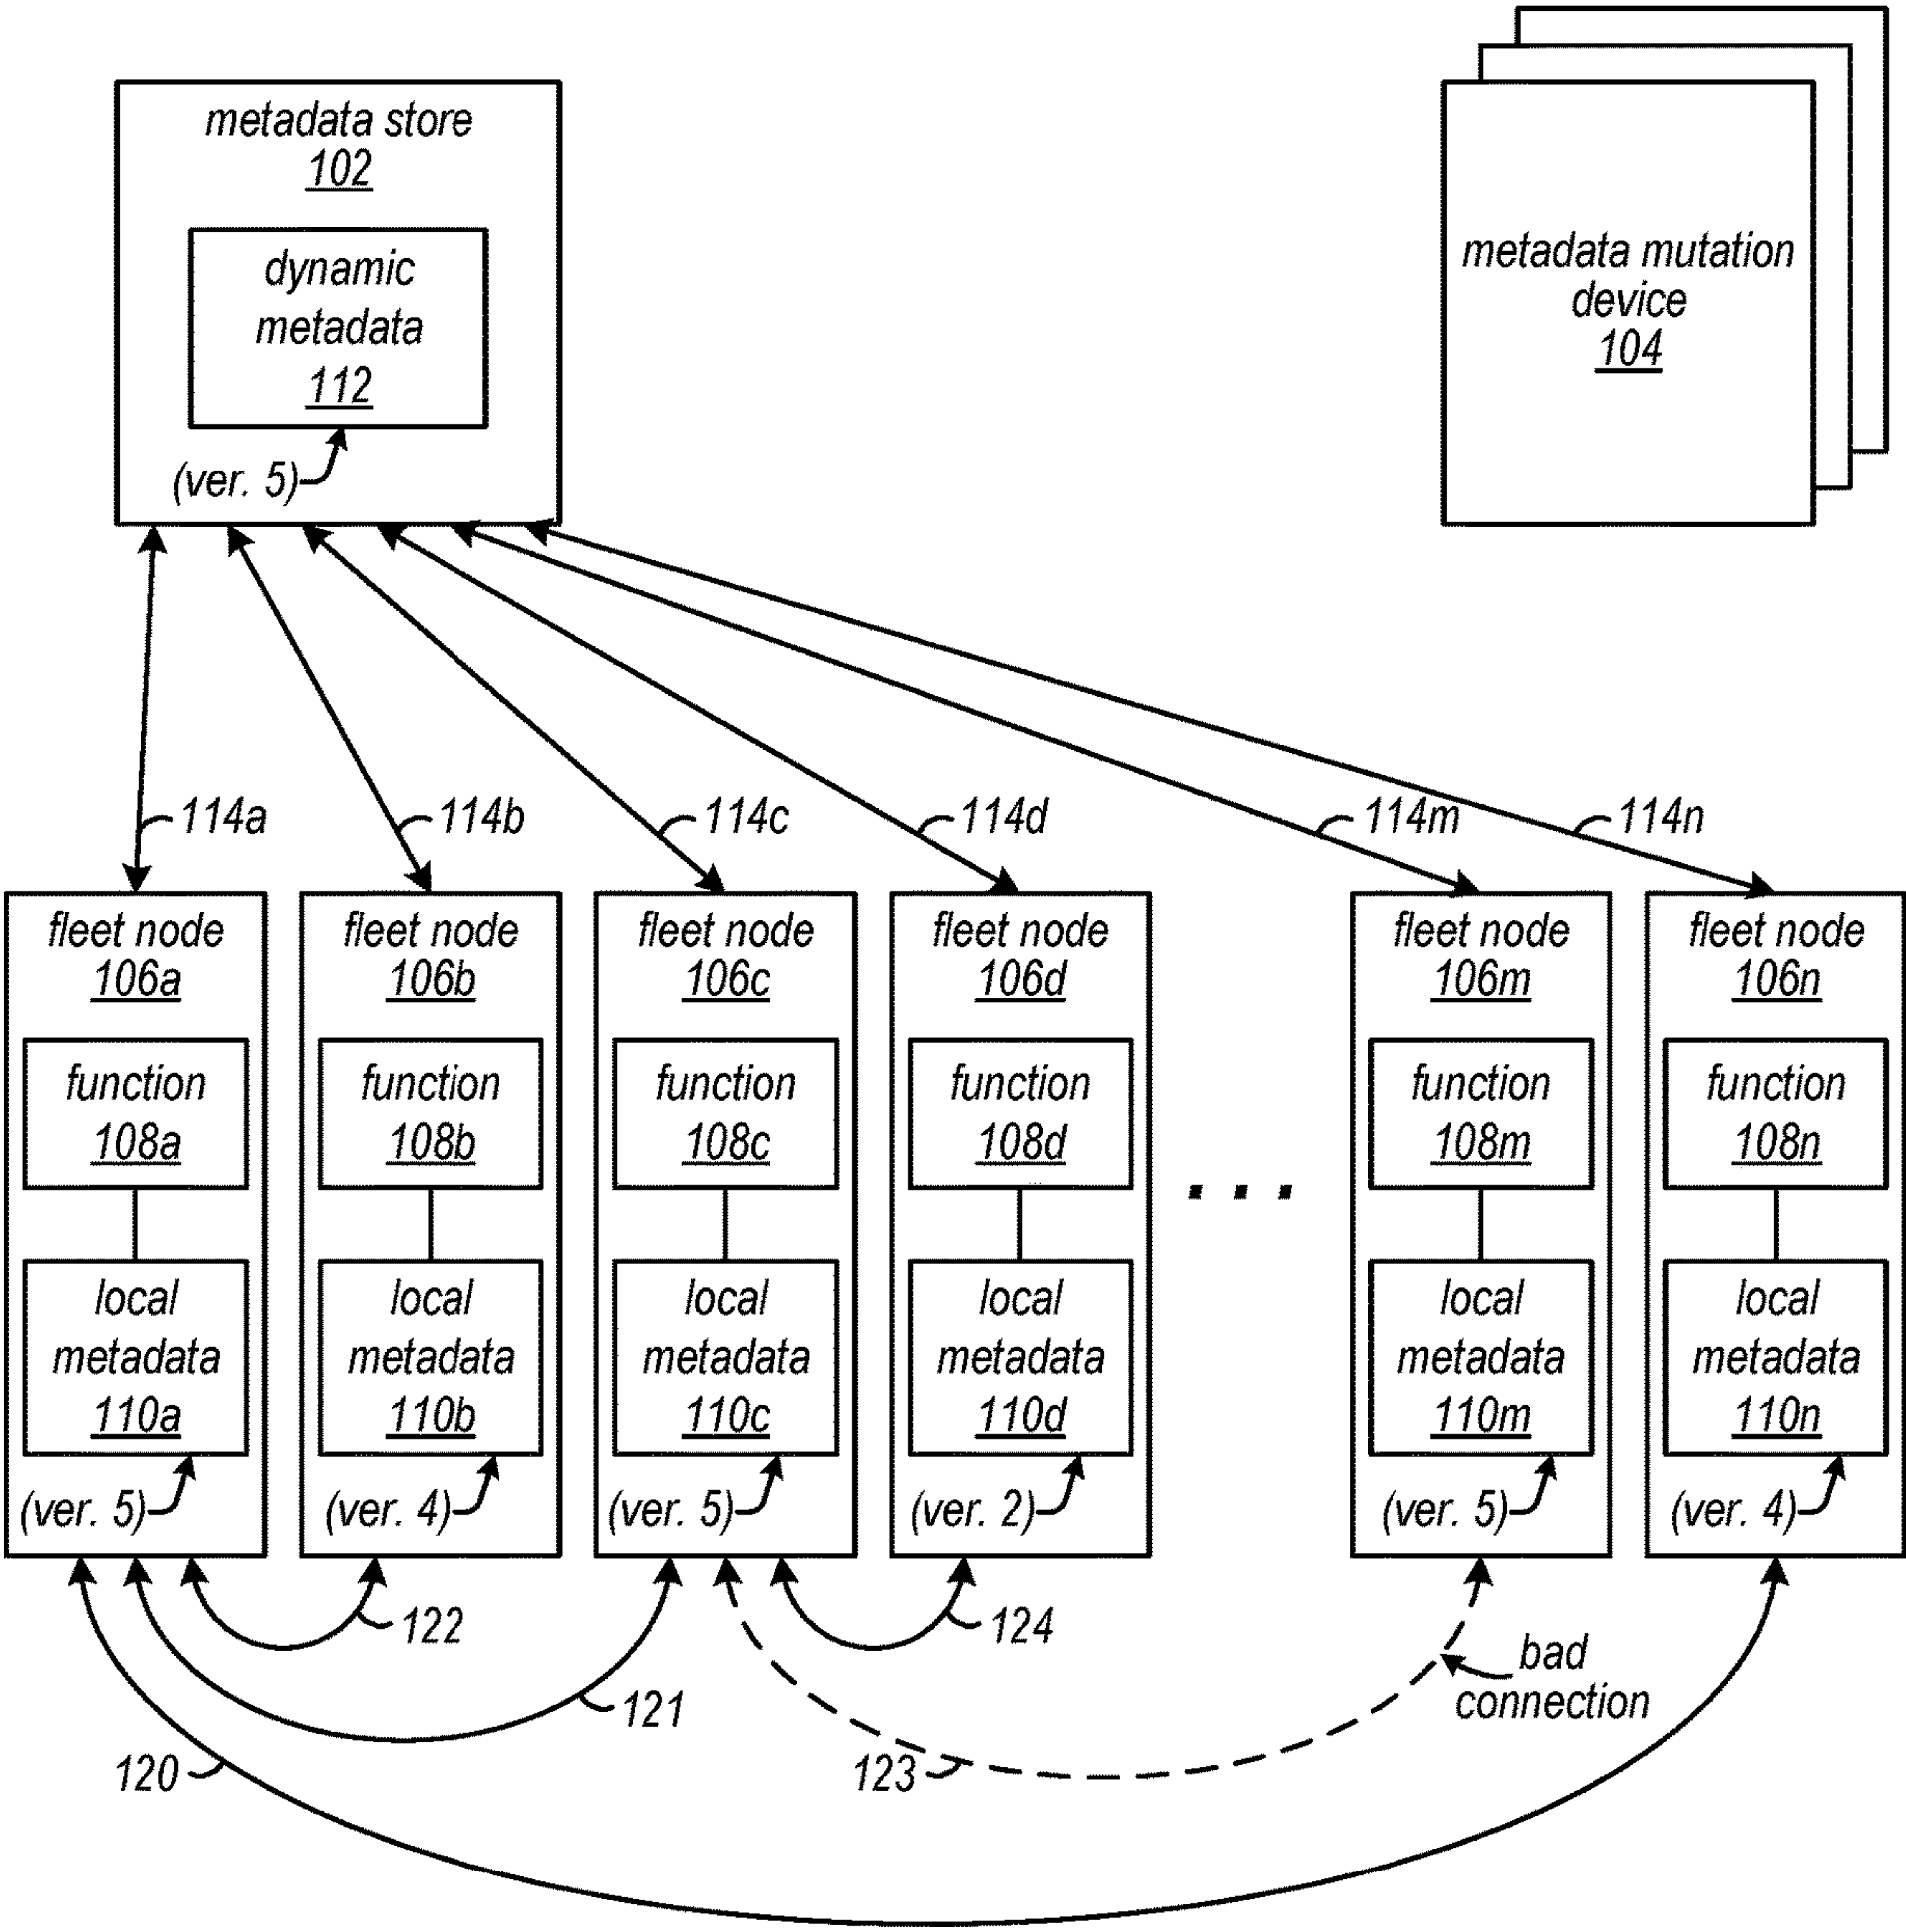 metadata store
102
dynamic
metadata
112
(ver. 5)
metadata mutation
device
104
114a
114b
114c
114d
114m
114n
fleet node
106a
function
108a
local
metadata
110a
(ver. 5)
fleet node
106b
function
108b
local
metadata
110b
(ver. 4)
fleet node
106c
function
108c
local
metadata
110c
(ver. 5)
fleet node
106d
function
108d
local
metadata
110d
(ver. 2)
. . .
fleet node
106m
function
108m
local
metadata
110m
(ver. 5)
fleet node
106n
function
108n
local
metadata
110n
(ver. 4)
122
124
121
bad
connection
120
123